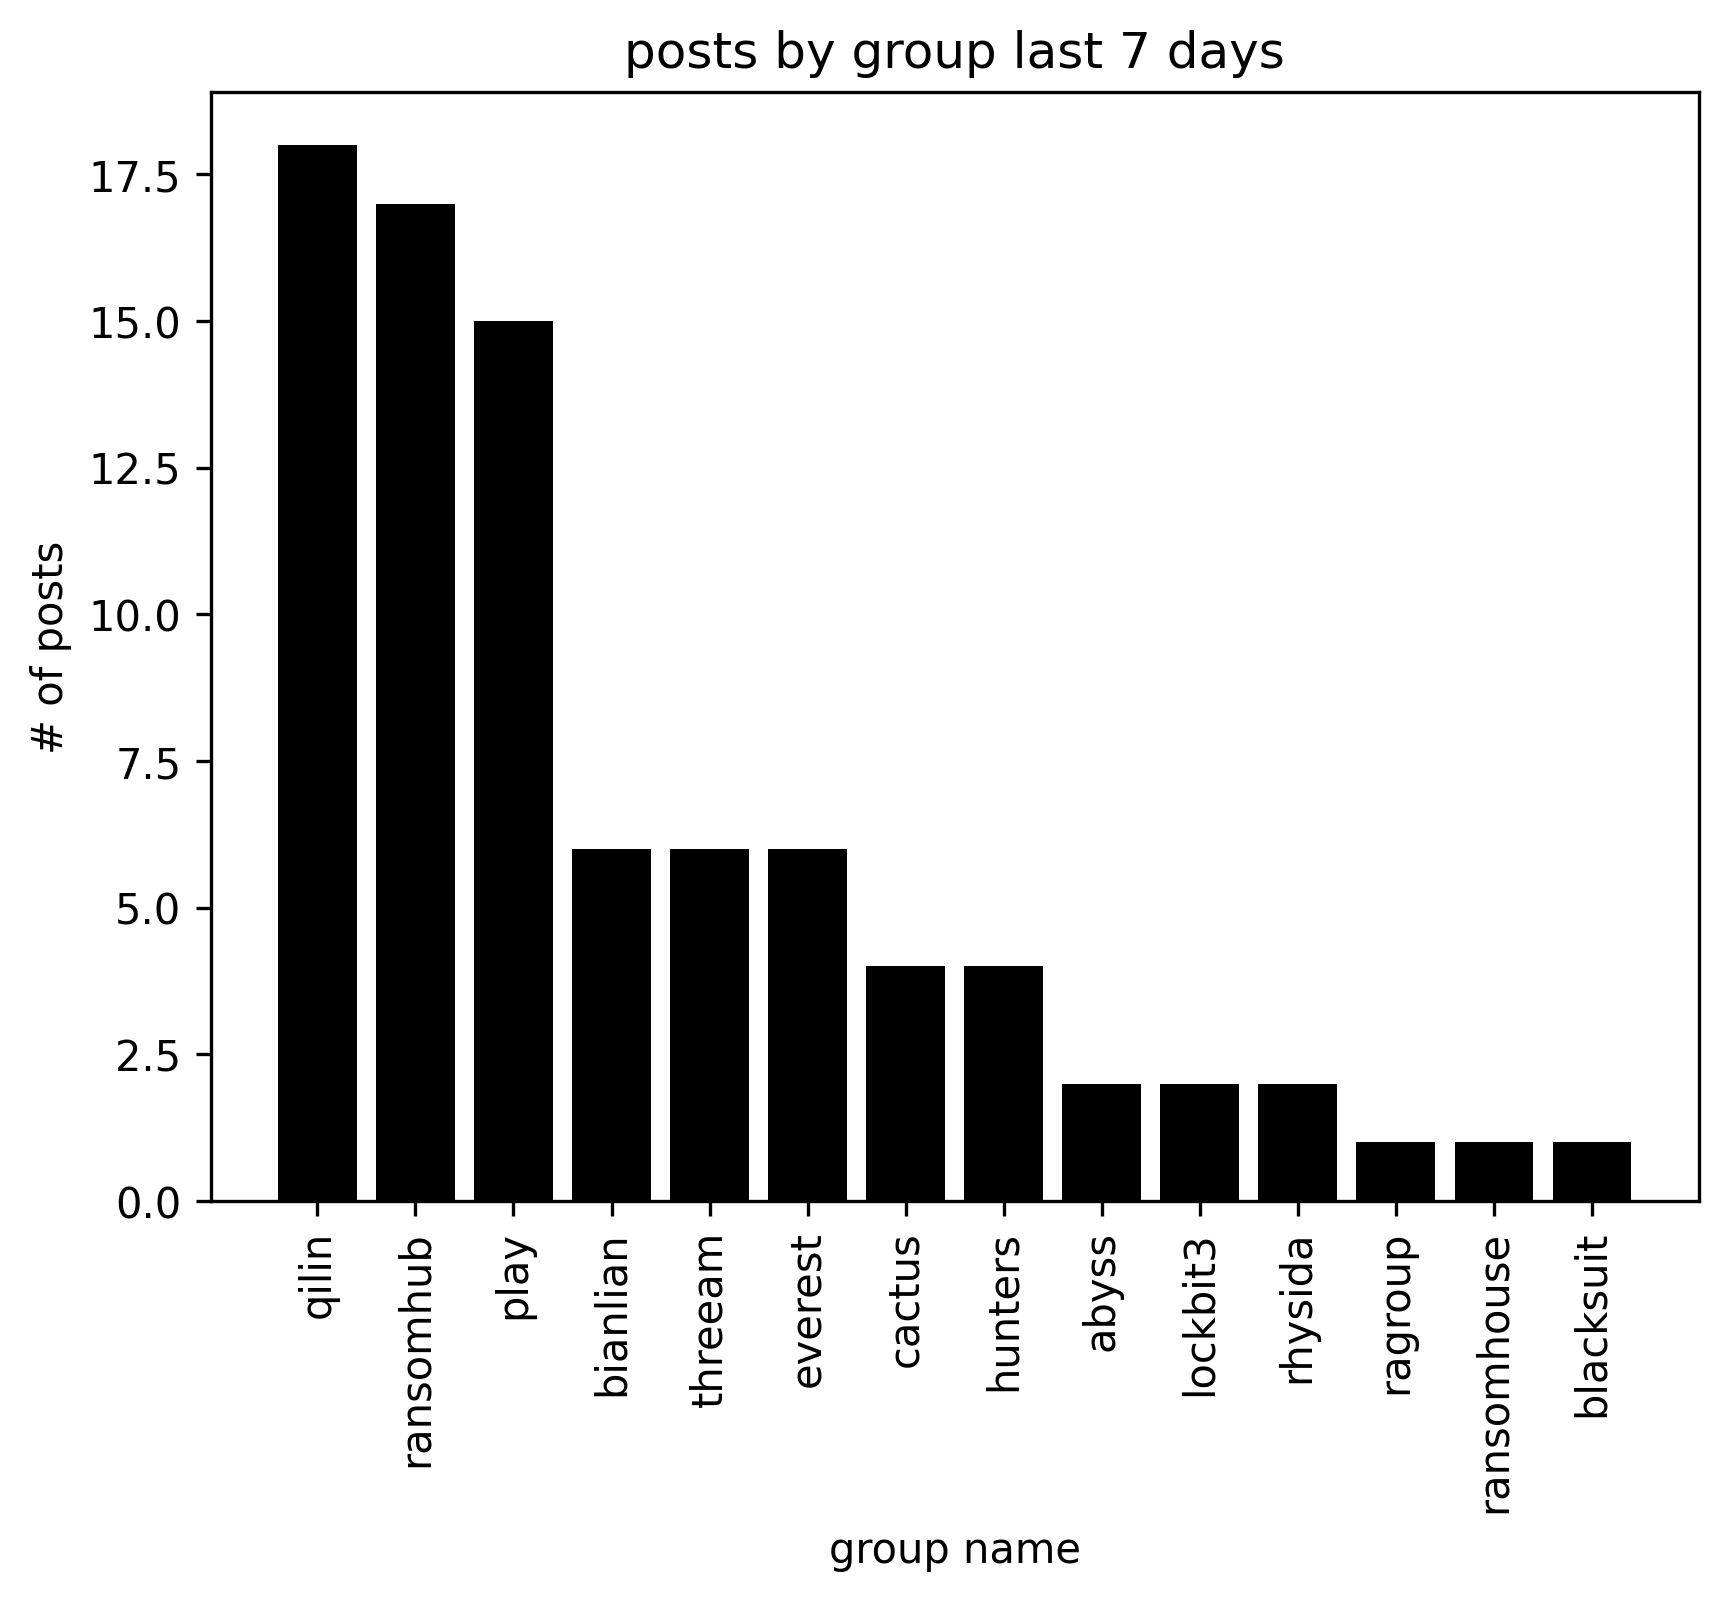 posts by group last 7 days
17.5
15.0
12.5
10.0
7.5
5.0
2.5
0.0
# of posts
qilin
ransomhub
play
bianlian
threeam
everest
cactus
hunters
abyss
lockbit3
rhysida
ragroup
ransomhouse
blacksuit
group name